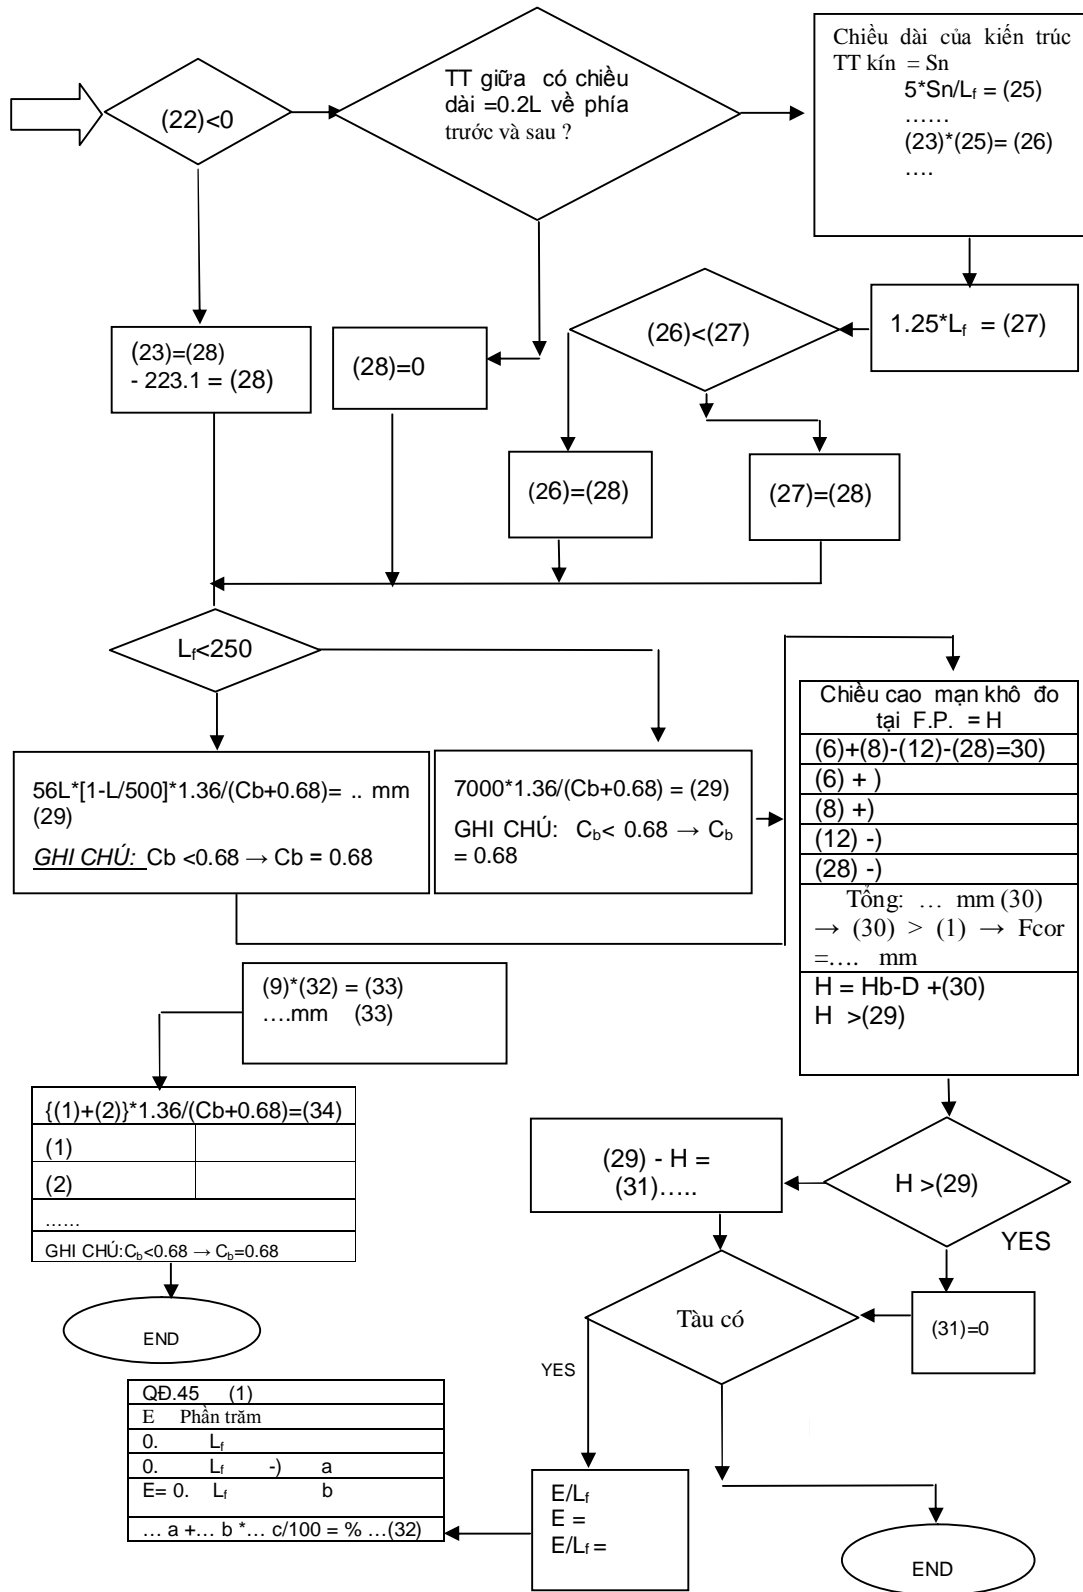 (22)<0
TT giữa có chiều
dài =0.2L về phía
trước và sau ?
Chiều dài của kiến trúc
TT kín = Sn
5*Sn/Lf = (25)
......
(23)*(25)= (26)
....
1.25*Lf = (27)
(26)<(27)
(23)=(28)
- 223.1 = (28)
(28)=0
(26)=(28)
(27)=(28)
Lf<250
56L*[1-L/500]*1.36/(Cb+0.68)= .. mm
(29)
GHI CHÚ: Cb <0.68 → Cb = 0.68
7000*1.36/(Cb+0.68) = (29)
GHI CHÚ: Cb< 0.68 → Cb
= 0.68
Chiều cao mạn khô đo
tại F.P. = H
(6)+(8)-(12)-(28)=30)
(6) + )
(8) +)
(12) -)
(28) -)
Tổng: ... mm (30)
→ (30) > (1) → Fcor
=.... mm
H = Hb-D +(30)
H >(29)
(9)*(32) = (33)
....mm (33)
{(1)+(2)}*1.36/(Cb+0.68)=(34)
(1)
(2)
......
GHI CHÚ:Cb<0.68 → Cb=0.68
END
(29) - H =
(31).....
H >(29)
YES
(31)=0
Tàu có
YES
QĐ.45 (1)
E Phần trăm
0. Lf
0. Lf -) a
E= 0. Lf b
... a +... b *... c/100 = % ...(32)
E/Lf
E =
E/Lf =
END